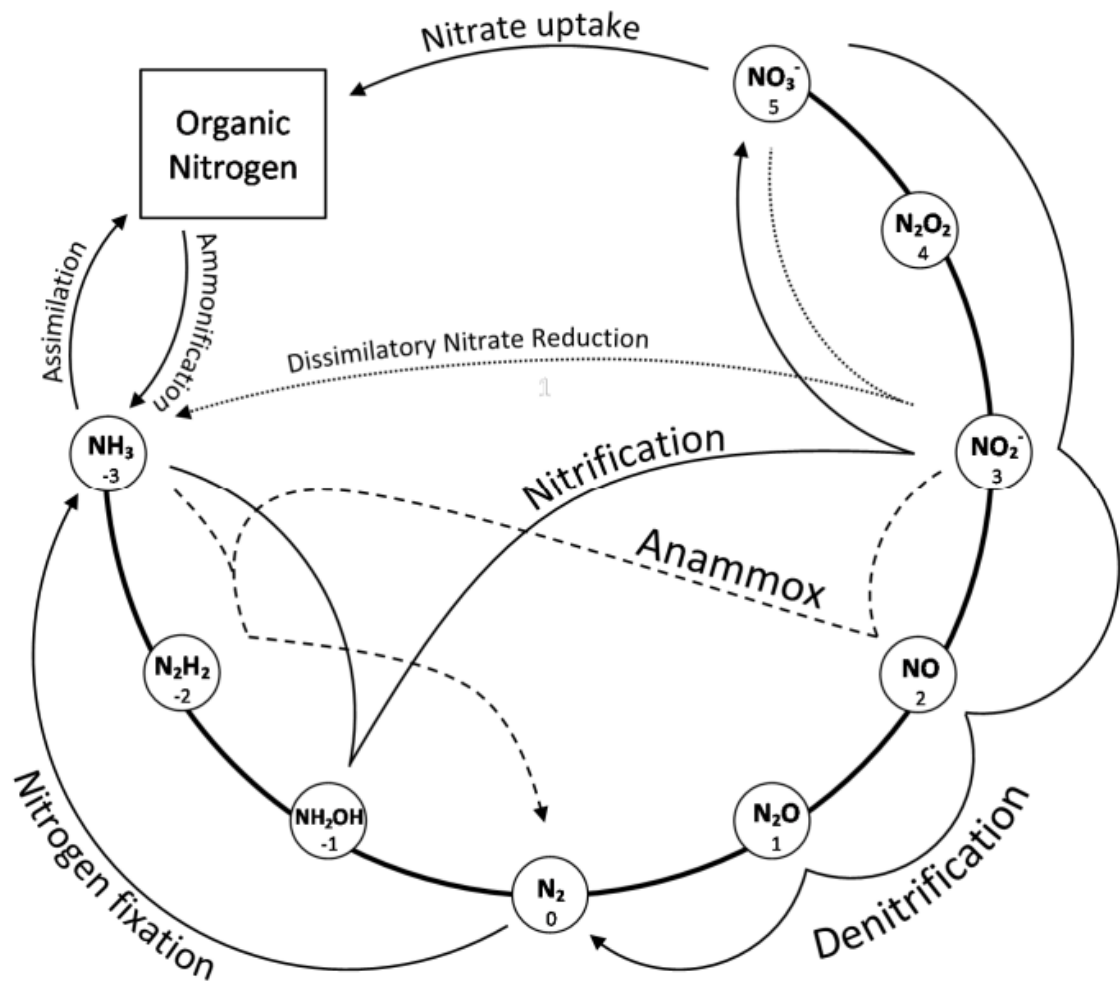 Nitrate uptake
NO₃⁻
5
Organic
Nitrogen
N₂O₂
4
Assimilation
Ammonification
Dissimilatory Nitrate Reduction
1
NH₃
-3
Nitrification
NO₂⁻
3
Anammox
N₂H₂
-2
NO
2
NH₂OH
-1
N₂O
1
N₂
0
Nitrogen fixation
Denitrification